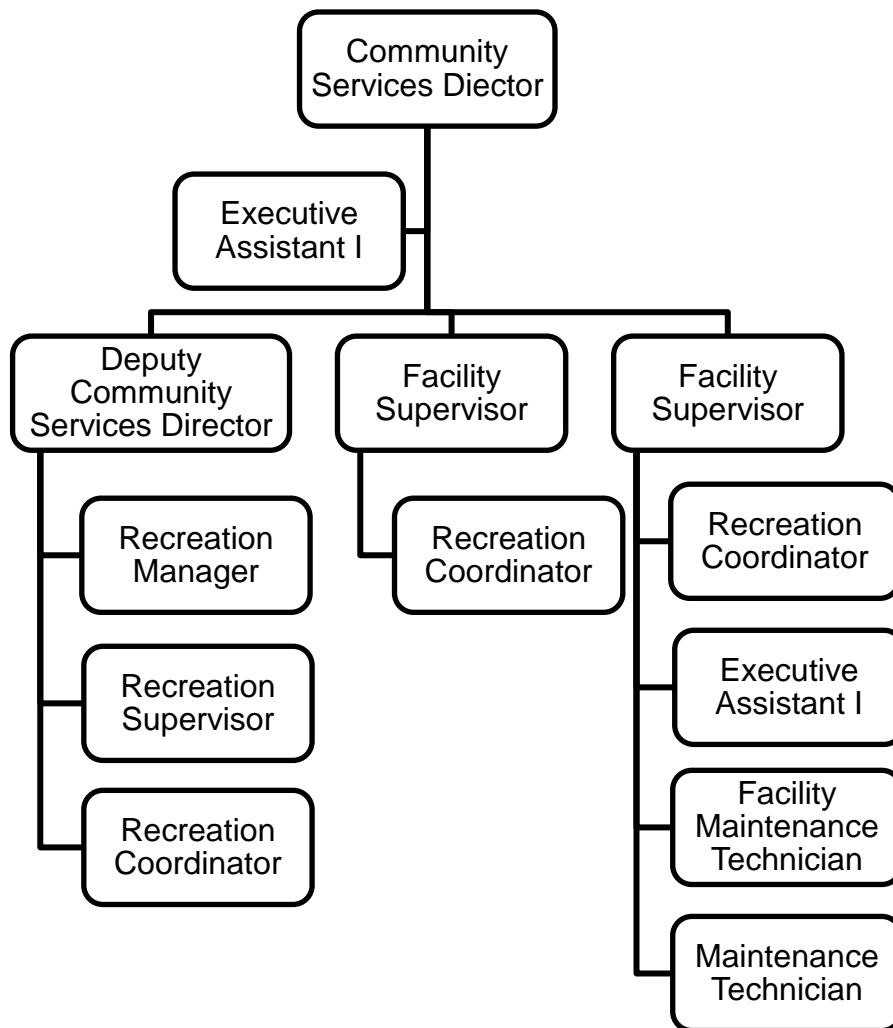 Community
Services Diector
Executive
Assistant I
Deputy
Community
Services Director
Facility
Supervisor
Facility
Supervisor
Recreation
Manager
Recreation
Supervisor
Recreation
Coordinator
Recreation
Coordinator
Recreation
Coordinator
Executive
Assistant I
Facility
Maintenance
Technician
Maintenance
Technician